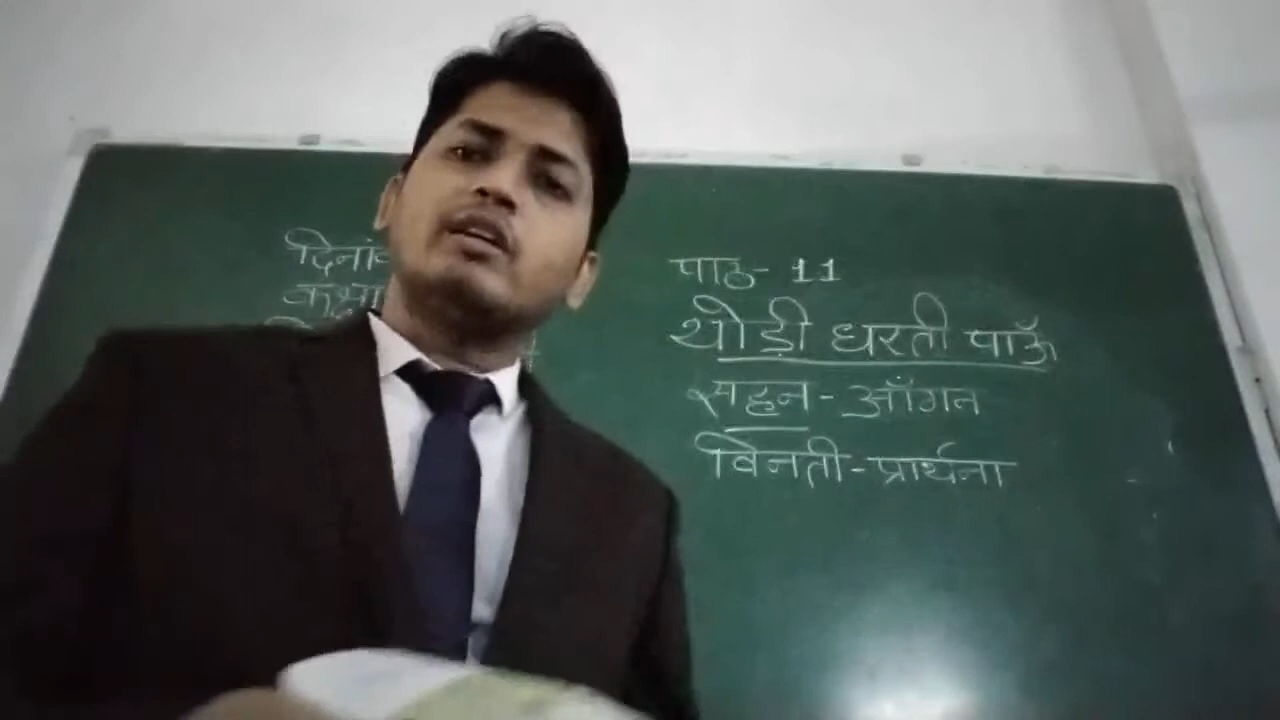 पाठ- 11
थोड़ी धरती पाऊँ
सहन - आँगन
विनती - प्रार्थना